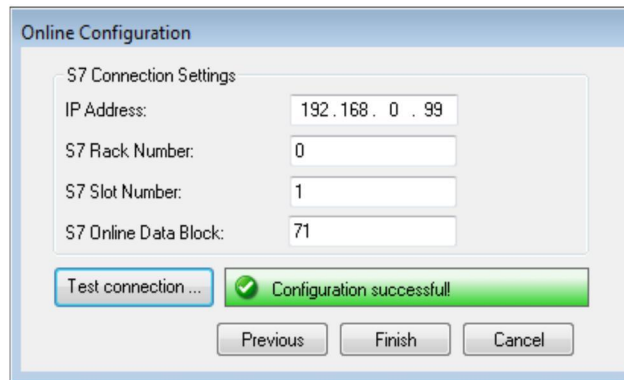 Online Configuration
S7 Connection Settings
IP Address: 192.168. 0 . 99
S7 Rack Number: 0
S7 Slot Number: 1
S7 Online Data Block: 71
Test connection ... Configuration successful!
Previous Finish Cancel